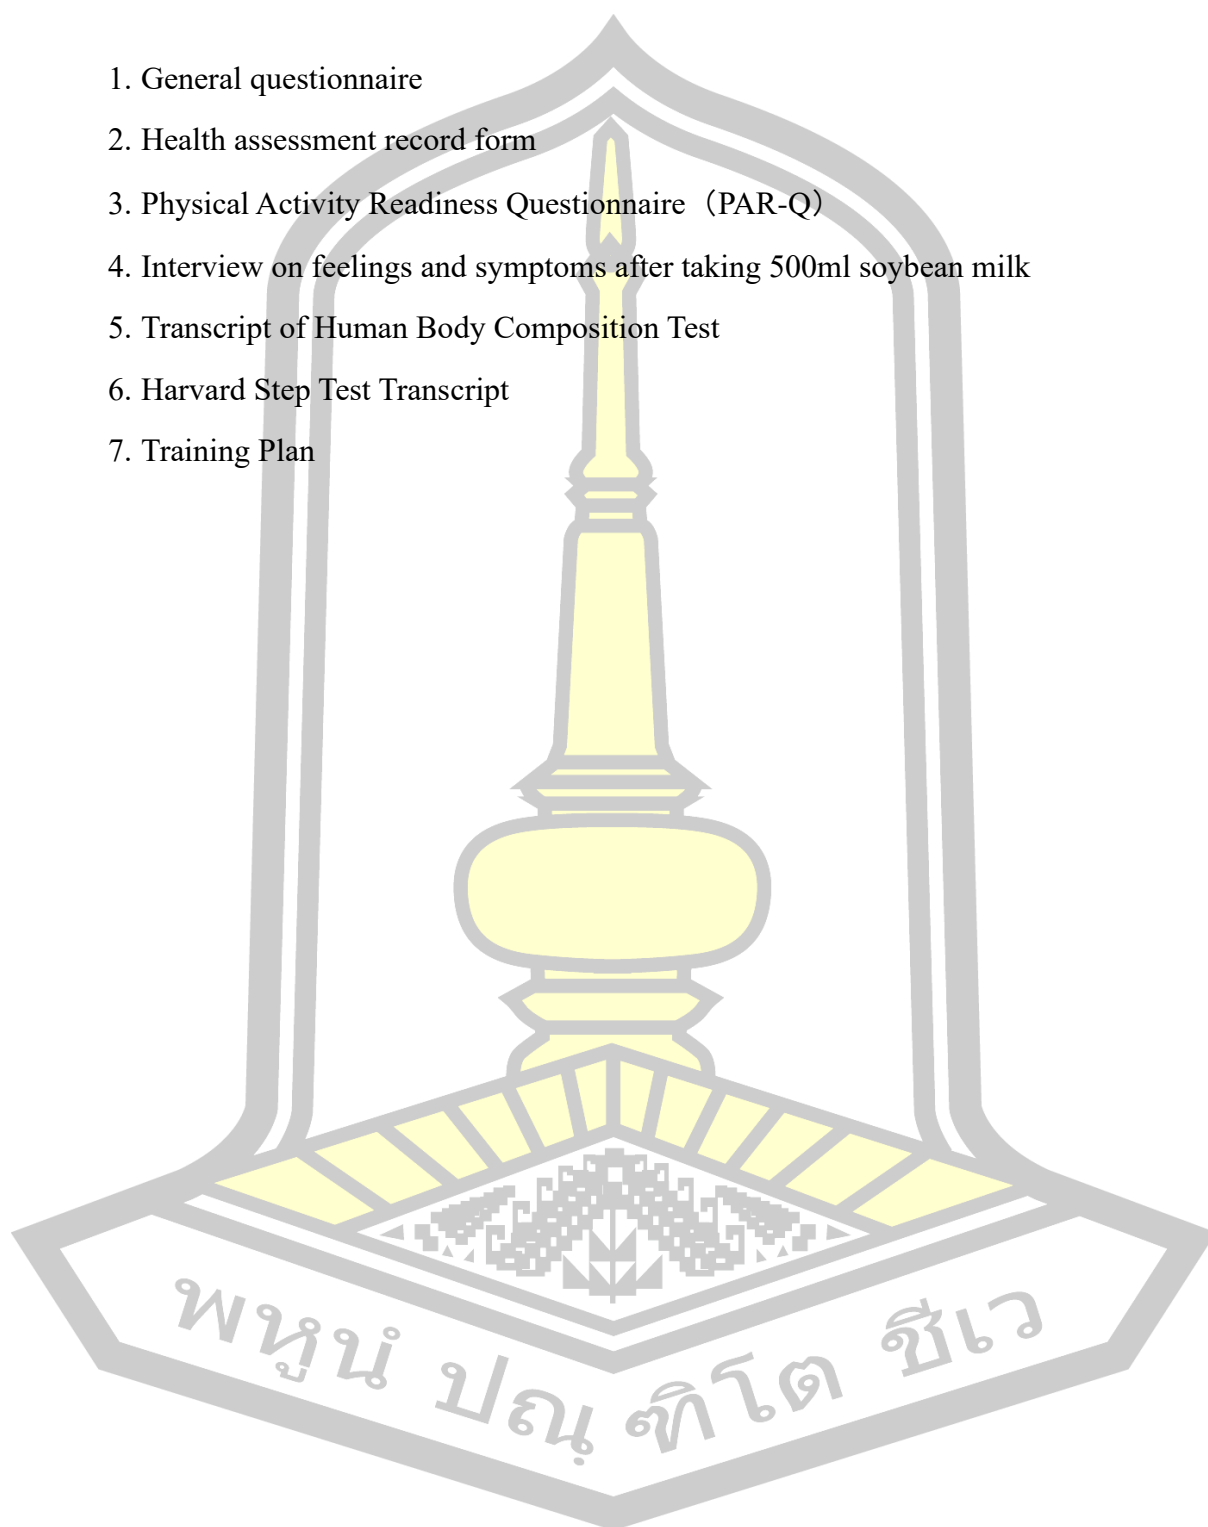 1. General questionnaire
2. Health assessment record form
3. Physical Activity Readiness Questionnaire（PAR-Q）
4. Interview on feelings and symptoms after taking 500ml soybean milk
5. Transcript of Human Body Composition Test
6. Harvard Step Test Transcript
7. Training Plan
พหูนํ ปณฺฑิโต ชีเว